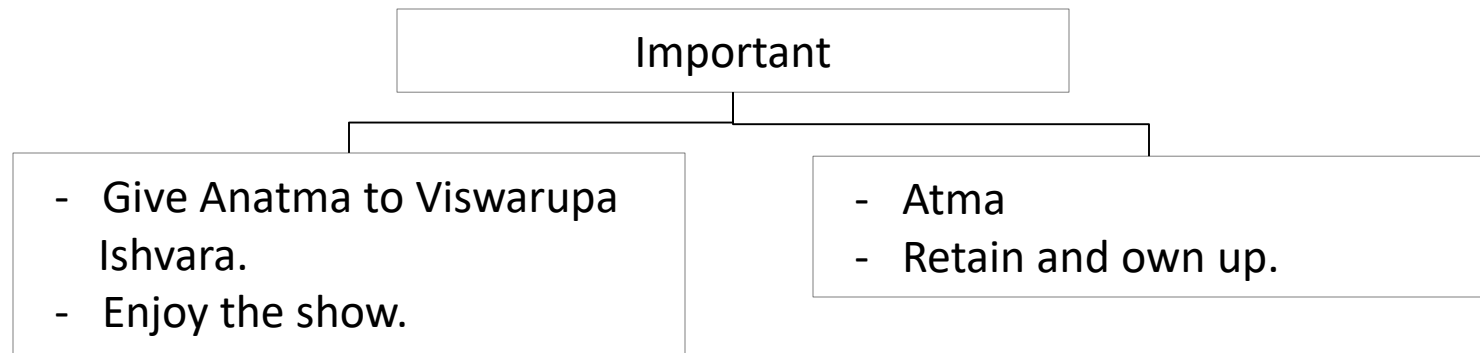 Important
- Give Anatma to Viswarupa
Ishvara.
- Enjoy the show.
- Atma
- Retain and own up.